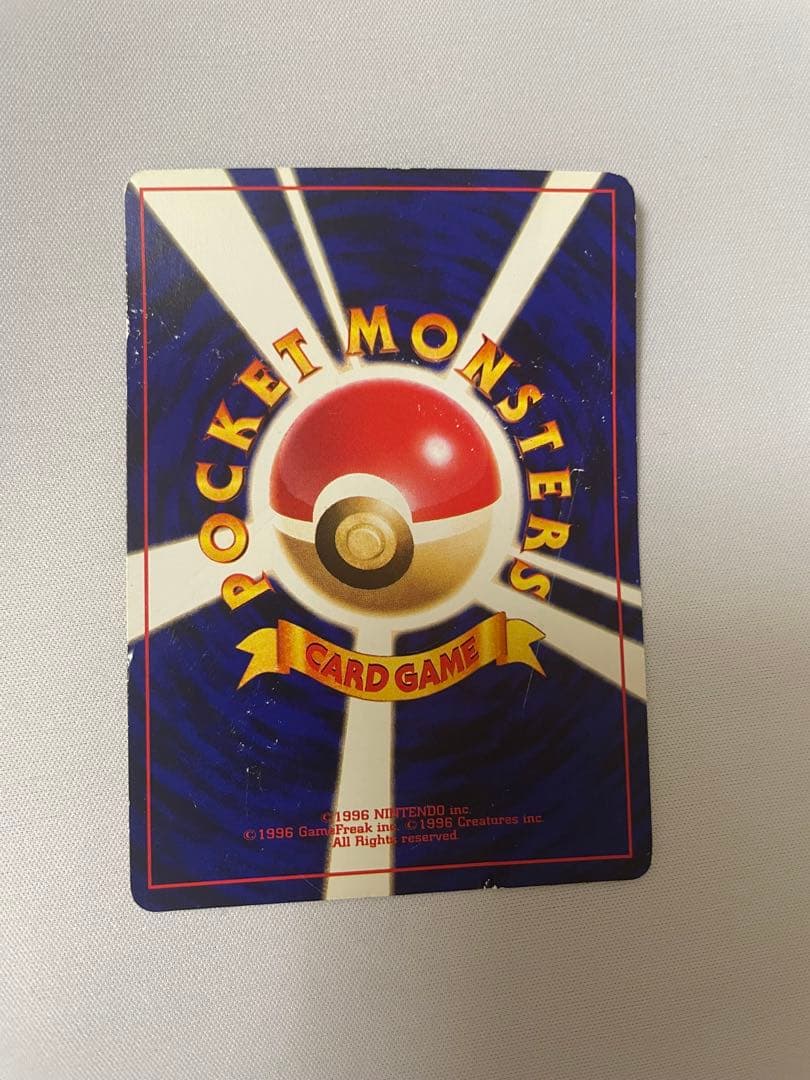 POCKET MONSTERS
CARD GAME
©1996 NINTENDO inc.
©1996 GameFreak inc. ©1996 Creatures inc.
All Rights reserved.